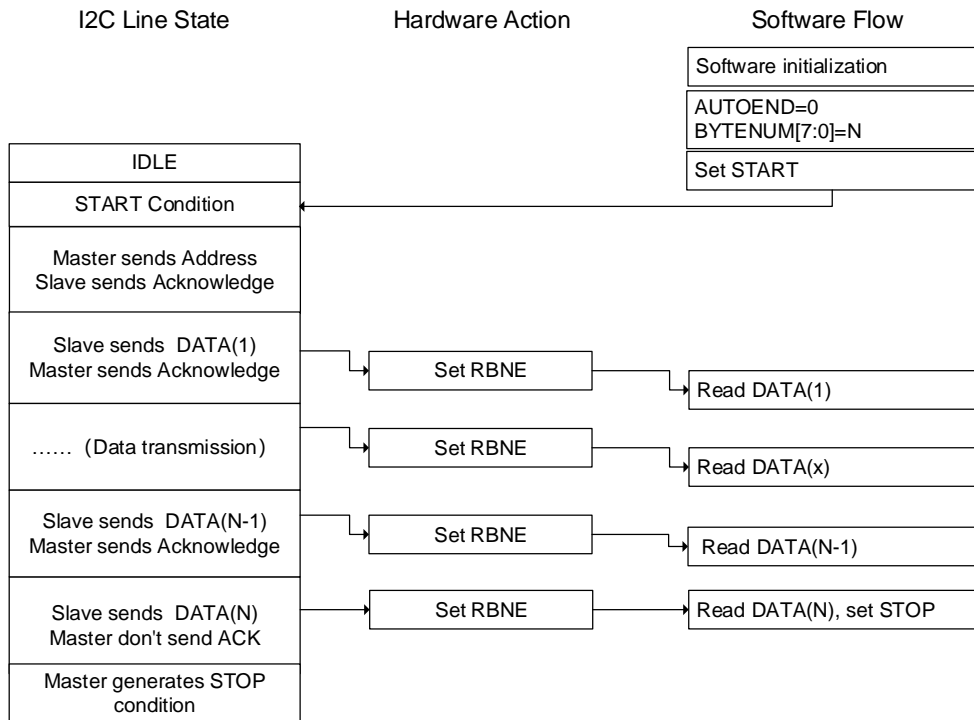 I2C Line State
Hardware Action
Software Flow
Software initialization
AUTOEND=0
BYTENUM[7:0]=N
Set START
IDLE
START Condition
Master sends Address
Slave sends Acknowledge
Slave sends DATA(1)
Master sends Acknowledge
Set RBNE
Read DATA(1)
…… (Data transmission)
Set RBNE
Read DATA(x)
Slave sends DATA(N-1)
Master sends Acknowledge
Set RBNE
Read DATA(N-1)
Slave sends DATA(N)
Master don't send ACK
Set RBNE
Read DATA(N), set STOP
Master generates STOP
condition